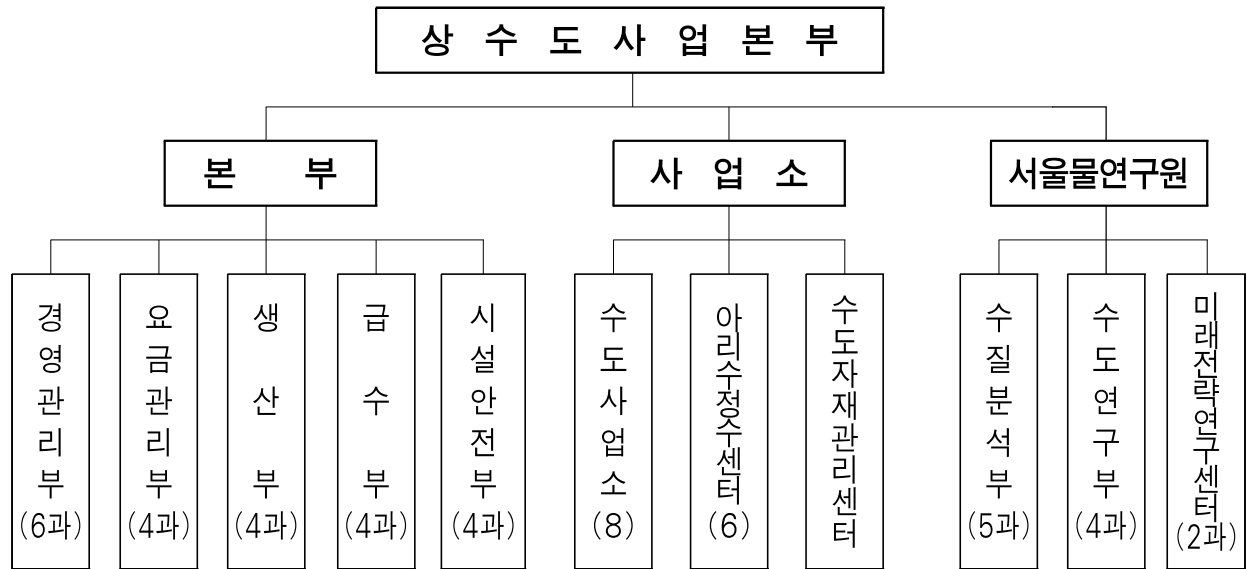 상 수 도 사 업 본 부
본 부
사 업 소
서울물연구원
경영관리부
(6과)
요금관리부
(4과)
생산부
(4과)
급수부
(4과)
시설안전부
(4과)
수도사업소
(8)
아리수정수센터
(6)
수도자재관리센터
수질분석부
(5과)
수도연구부
(4과)
미래전략연구센터
(2과)